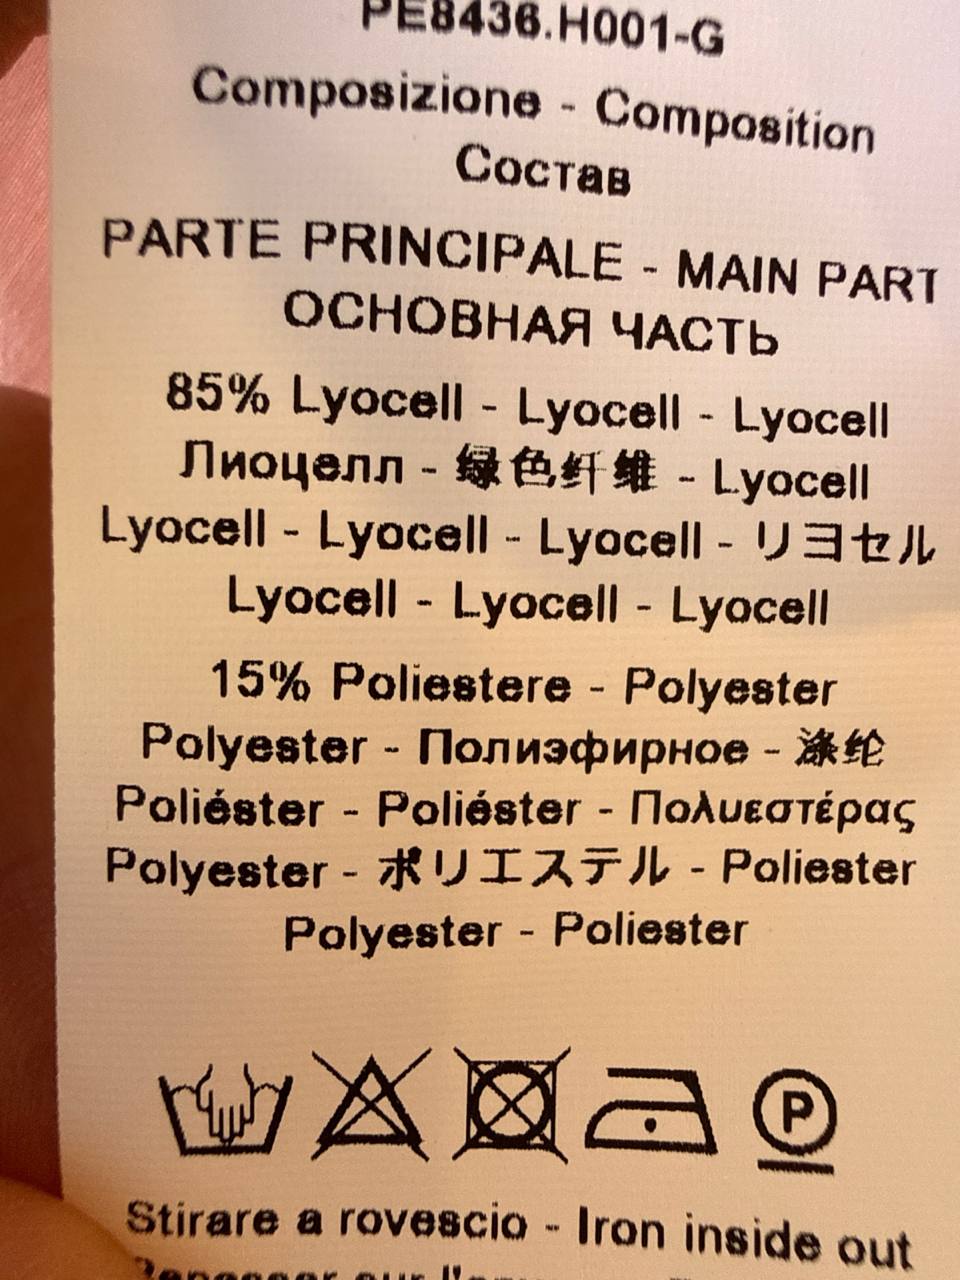 PE8436.H001-G
Composizione - Composition
Состав
PARTE PRINCIPALE - MAIN PART
ОСНОВНАЯ ЧАСТЬ
85% Lyocell - Lyocell - Lyocell
Лиоцелл - 绿色纤维 - Lyocell
Lyocell - Lyocell - Lyocell - リヨセル
Lyocell - Lyocell - Lyocell
15% Poliestere - Polyester
Polyester - Полиэфирное - 涤纶
Poliéster - Poliéster - Πολυεστέρας
Polyester - ポリエステル - Poliester
Polyester - Poliester
P
Stirare a rovescio - Iron inside out